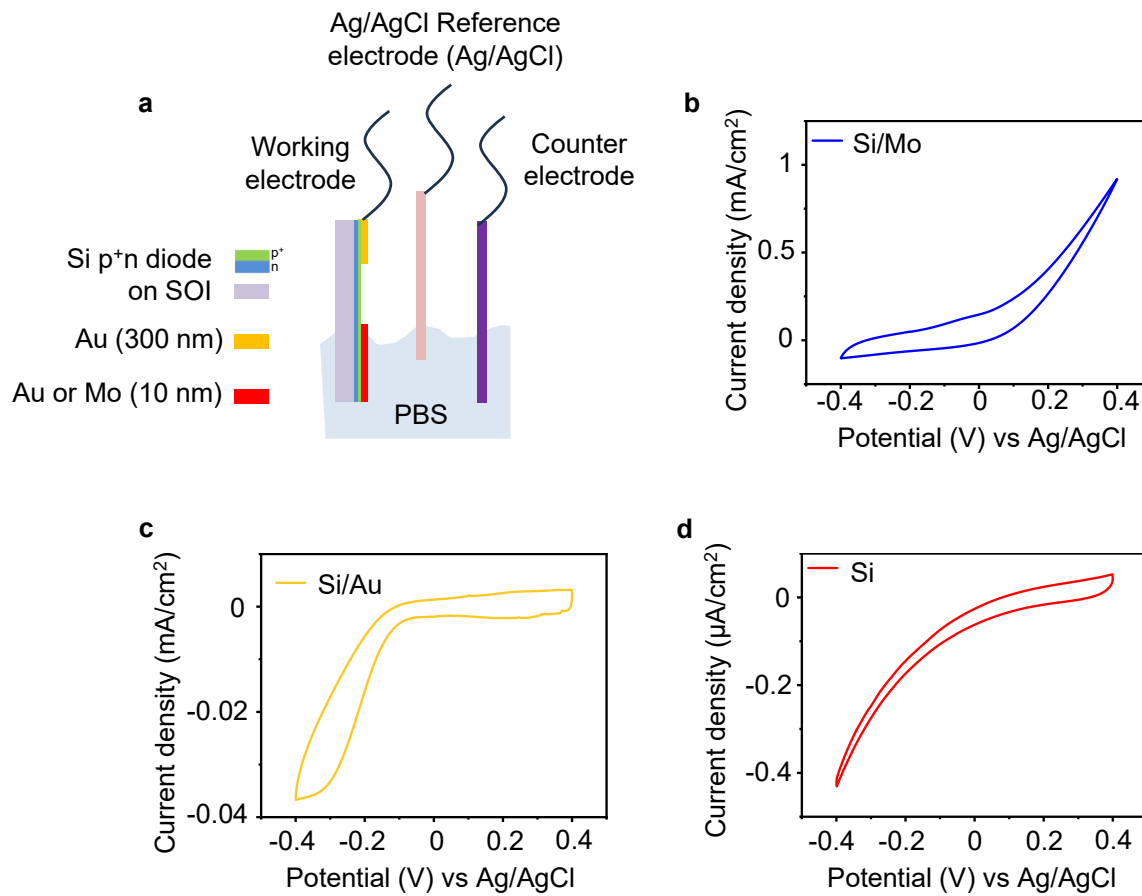 Ag/AgCl Reference
electrode (Ag/AgCl)
a
Working
electrode
Counter
electrode
Si p⁺n diode
on SOI
p⁺
n
Au (300 nm)
Au or Mo (10 nm)
PBS
b
Si/Mo
Current density (mA/cm²)
1
0.5
0
-0.4
-0.2
0
0.2
0.4
Potential (V) vs Ag/AgCl
c
Si/Au
Current density (mA/cm²)
0
-0.02
-0.04
-0.4
-0.2
0
0.2
0.4
Potential (V) vs Ag/AgCl
d
Si
Current density (μA/cm²)
0
-0.2
-0.4
-0.4
-0.2
0
0.2
0.4
Potential (V) vs Ag/AgCl